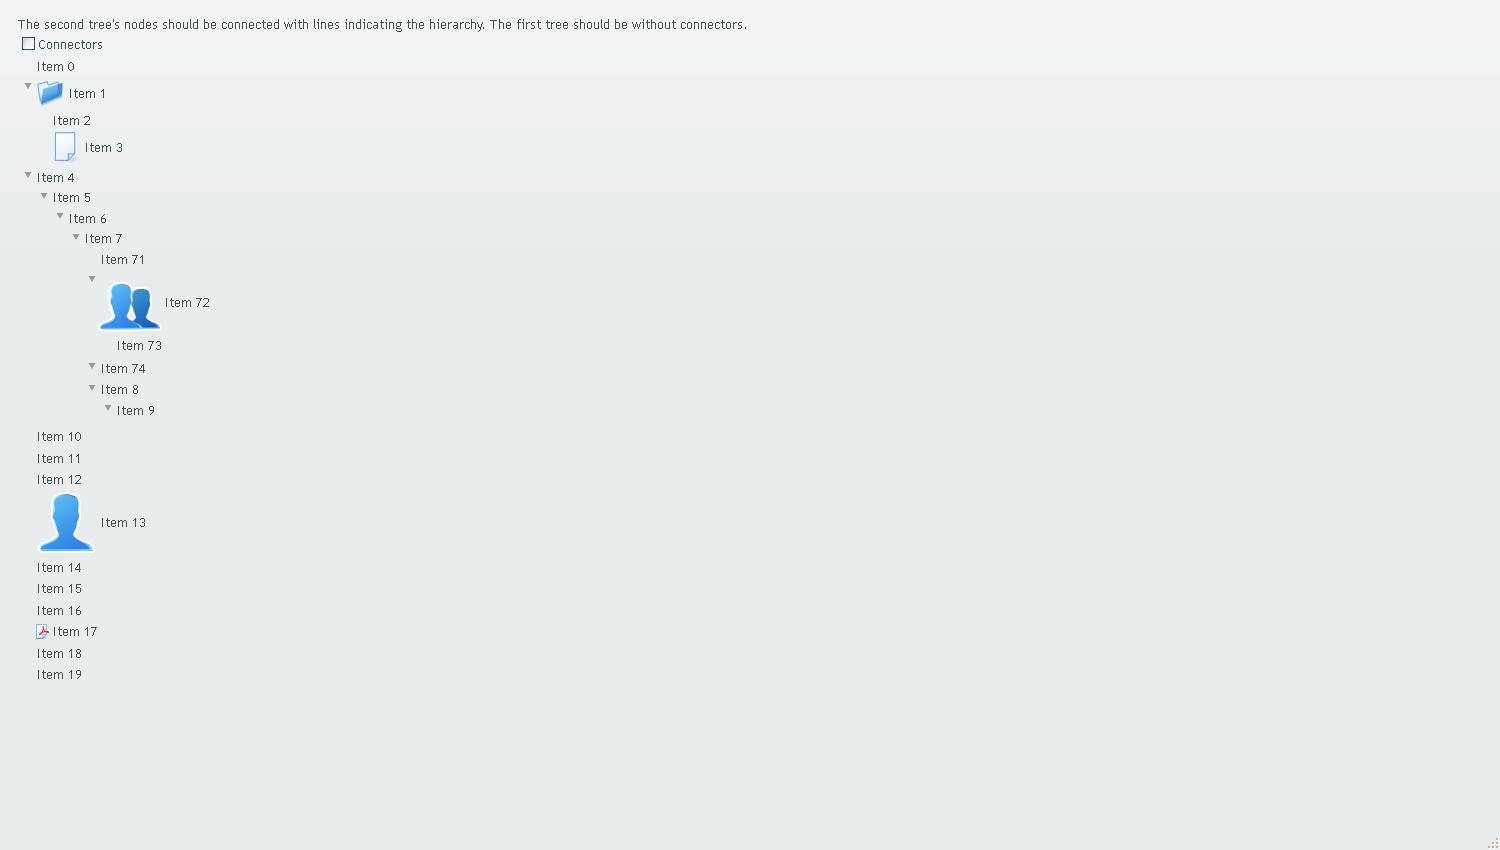 The second tree's nodes should be connected with lines indicating the hierarchy. The first tree should be without connectors.
Connectors
Item 0
Item 1
Item 2
Item 3
Item 4
Item 5
Item 6
Item 7
Item 71
Item 72
Item 73
Item 74
Item 8
Item 9
Item 10
Item 11
Item 12
Item 13
Item 14
Item 15
Item 16
Item 17
Item 18
Item 19